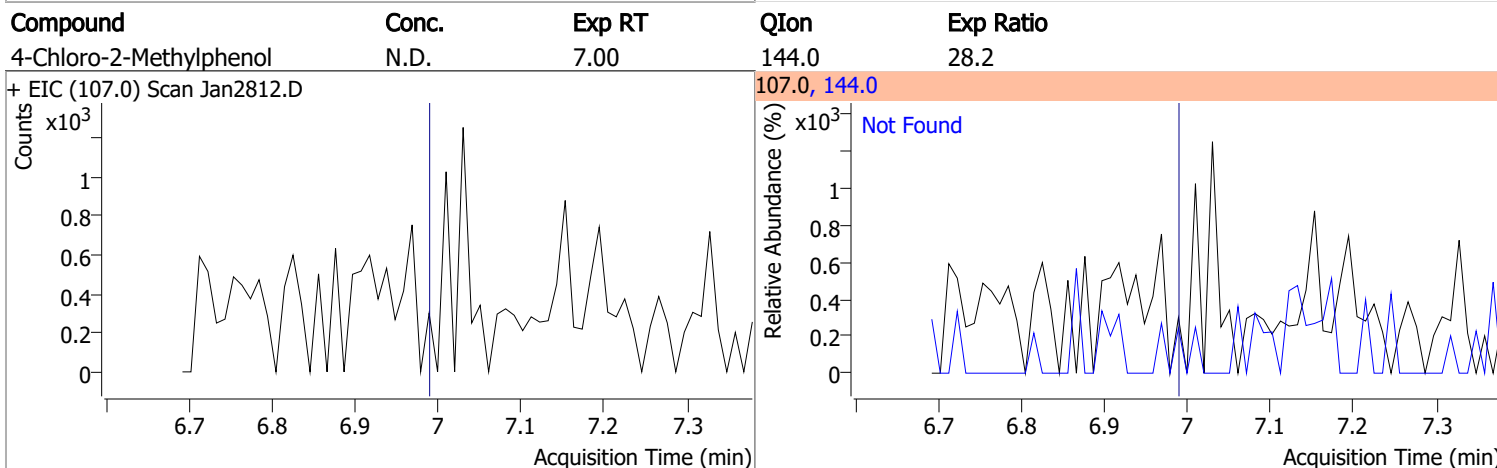 Compound Conc. Exp RT QIon Exp Ratio
4-Chloro-2-Methylphenol N.D. 7.00 144.0 28.2
+ EIC (107.0) Scan Jan2812.D
Counts
x10³
1
0.8
0.6
0.4
0.2
0
6.7 6.8 6.9 7 7.1 7.2 7.3
Acquisition Time (min)
107.0, 144.0
Relative Abundance (%)
x10³
Not Found
1
0.8
0.6
0.4
0.2
0
6.7 6.8 6.9 7 7.1 7.2 7.3
Acquisition Time (min)